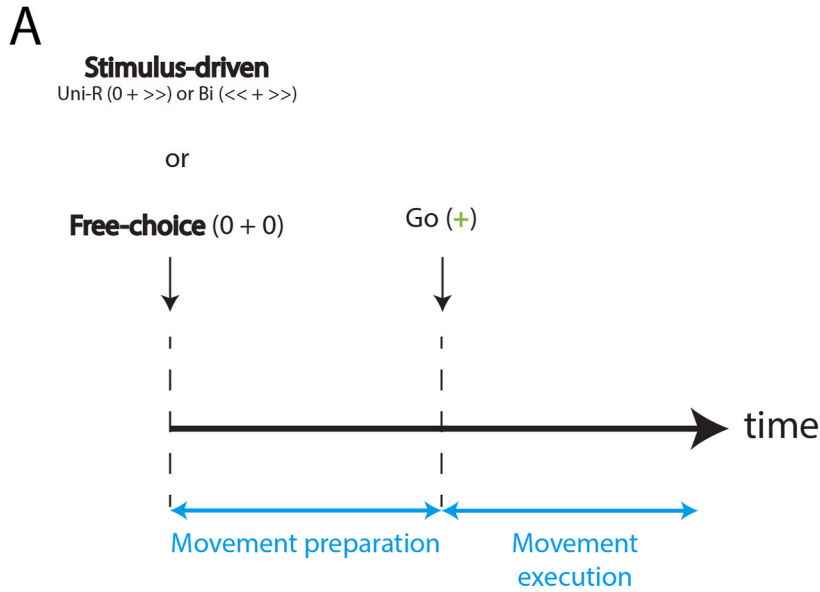 A
Stimulus-driven
Uni-R (0 + >>) or Bi (<< + >>)
or
Free-choice (0 + 0)
Go (+)
time
Movement preparation
Movement
execution